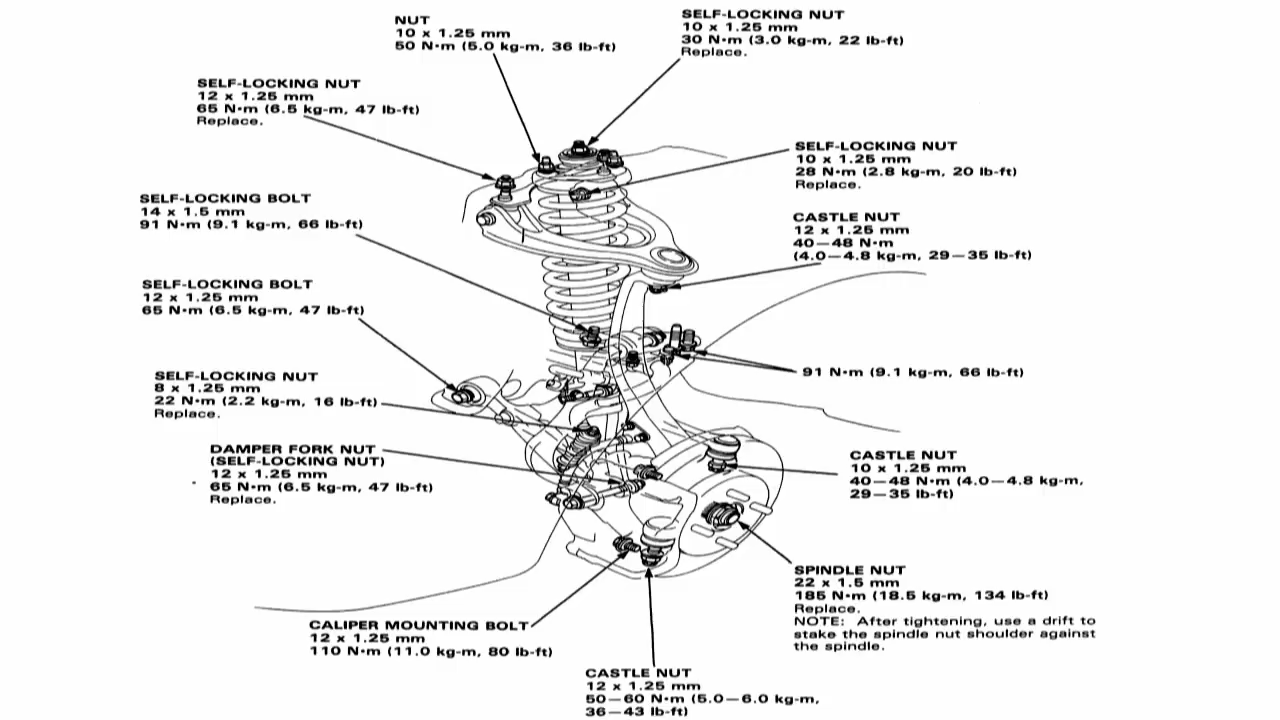 NUT
10 x 1.25 mm
50 N·m (5.0 kg-m, 36 lb-ft)
SELF-LOCKING NUT
10 x 1.25 mm
30 N·m (3.0 kg-m, 22 lb-ft)
Replace.
SELF-LOCKING NUT
12 x 1.25 mm
65 N·m (6.5 kg-m, 47 lb-ft)
Replace.
SELF-LOCKING NUT
10 x 1.25 mm
28 N·m (2.8 kg-m, 20 lb-ft)
Replace.
SELF-LOCKING BOLT
14 x 1.5 mm
91 N·m (9.1 kg-m, 66 lb-ft)
CASTLE NUT
12 x 1.25 mm
40—48 N·m
(4.0—4.8 kg-m, 29—35 lb-ft)
SELF-LOCKING BOLT
12 x 1.25 mm
65 N·m (6.5 kg-m, 47 lb-ft)
91 N·m (9.1 kg-m, 66 lb-ft)
SELF-LOCKING NUT
8 x 1.25 mm
22 N·m (2.2 kg-m, 16 lb-ft)
Replace.
DAMPER FORK NUT
(SELF-LOCKING NUT)
12 x 1.25 mm
65 N·m (6.5 kg-m, 47 lb-ft)
Replace.
CASTLE NUT
10 x 1.25 mm
40—48 N·m (4.0—4.8 kg-m,
29—35 lb-ft)
SPINDLE NUT
22 x 1.5 mm
185 N·m (18.5 kg-m, 134 lb-ft)
Replace.
NOTE: After tightening, use a drift to
stake the spindle nut shoulder against
the spindle.
CALIPER MOUNTING BOLT
12 x 1.25 mm
110 N·m (11.0 kg-m, 80 lb-ft)
CASTLE NUT
12 x 1.25 mm
50—60 N·m (5.0—6.0 kg-m,
36—43 lb-ft)